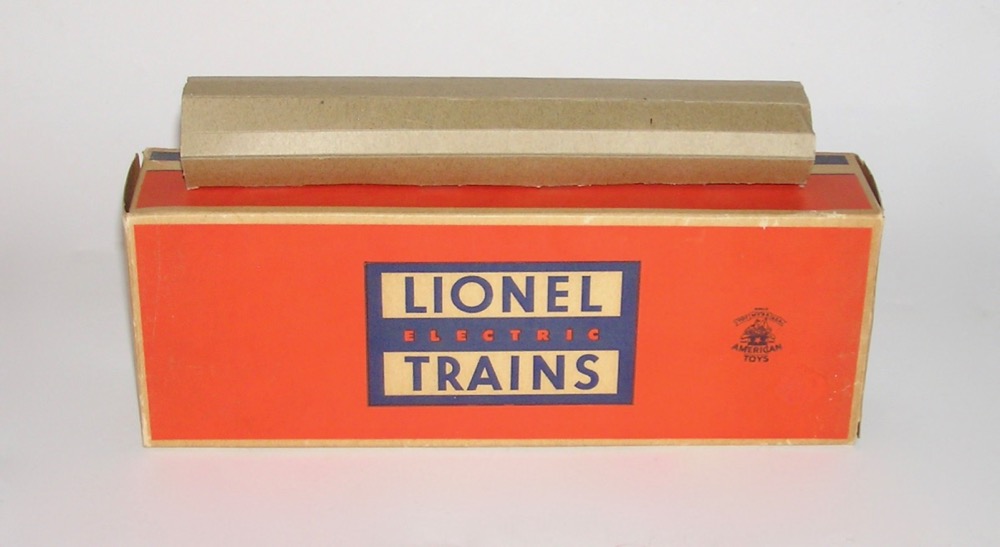 LIONEL
ELECTRIC
TRAINS
AMERICAN
TOYS